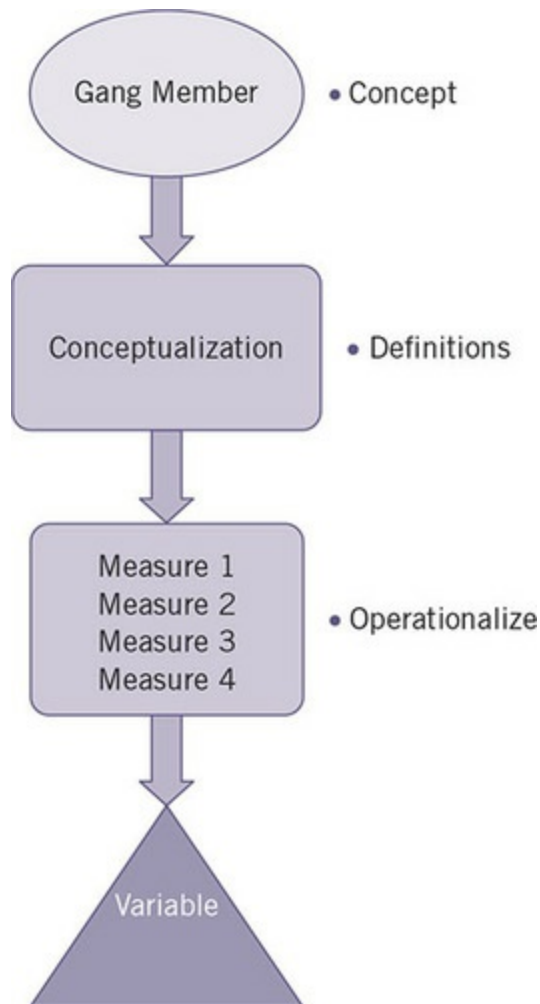 Gang Member
• Concept
Conceptualization
• Definitions
Measure 1
Measure 2
Measure 3
Measure 4
• Operationalize
Variable